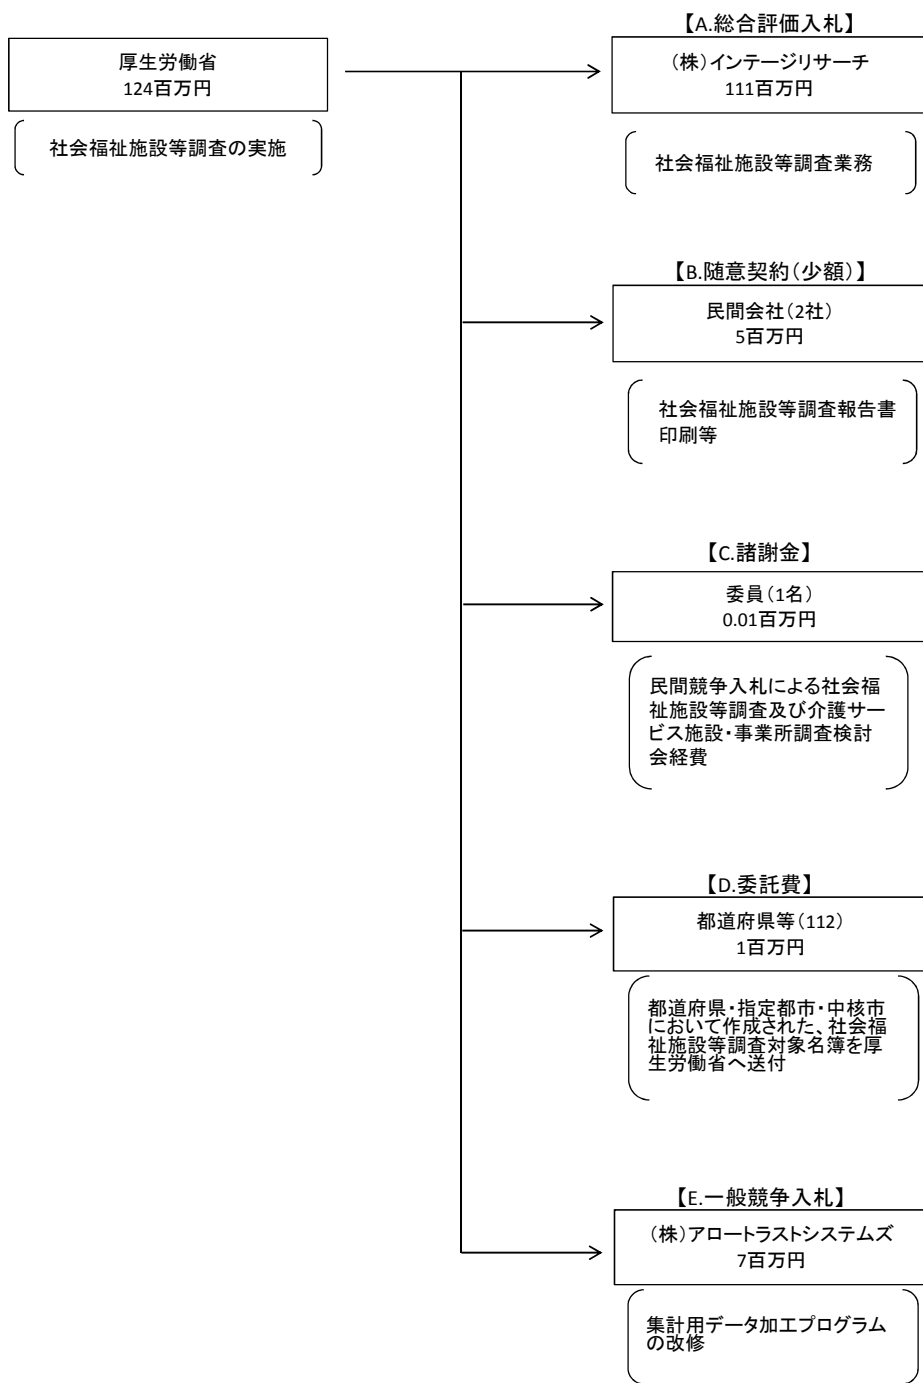 厚生労働省
124百万円
社会福祉施設等調査の実施
【A.総合評価入札】
(株)インテージリサーチ
111百万円
社会福祉施設等調査業務
【B.随意契約(少額)】
民間会社(2社)
5百万円
社会福祉施設等調査報告書
印刷等
【C.諸謝金】
委員(1名)
0.01百万円
民間競争入札による社会福
祉施設等調査及び介護サー
ビス施設・事業所調査検討
会経費
【D.委託費】
都道府県等(112)
1百万円
都道府県・指定都市・中核市
において作成された、社会福
祉施設等調査対象名簿を厚
生労働省へ送付
【E.一般競争入札】
(株)アロートラストシステムズ
7百万円
集計用データ加工プログラム
の改修